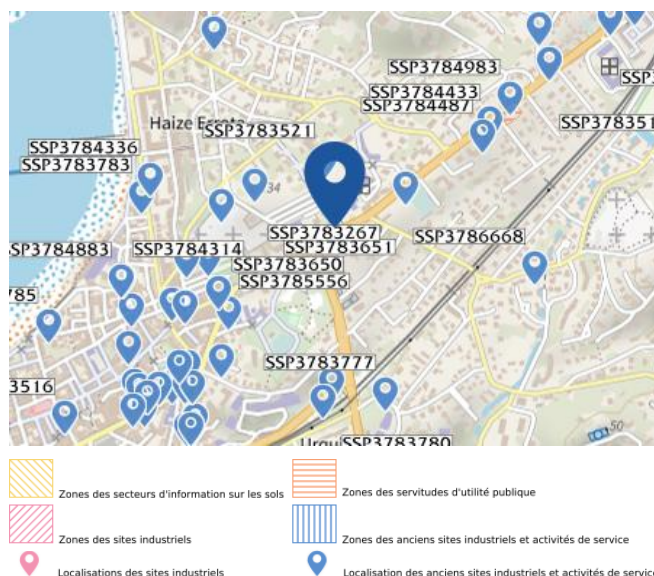 SSP3784983
SSP3784433
SSP3784487
Haize Errota
SSP3783521
SSP378351
SSP3784336
SSP3783783
34
SSP3783267
SSP3783651
SSP3786668
SSP3784883
SSP3784314
SSP3783650
SSP3785556
785
SSP3783777
3516
50
SSP3783780
Zones des secteurs d'information sur les sols
Zones des servitudes d'utilité publique
Zones des sites industriels
Zones des anciens sites industriels et activités de service
Localisations des sites industriels
Localisation des anciens sites industriels et activités de service